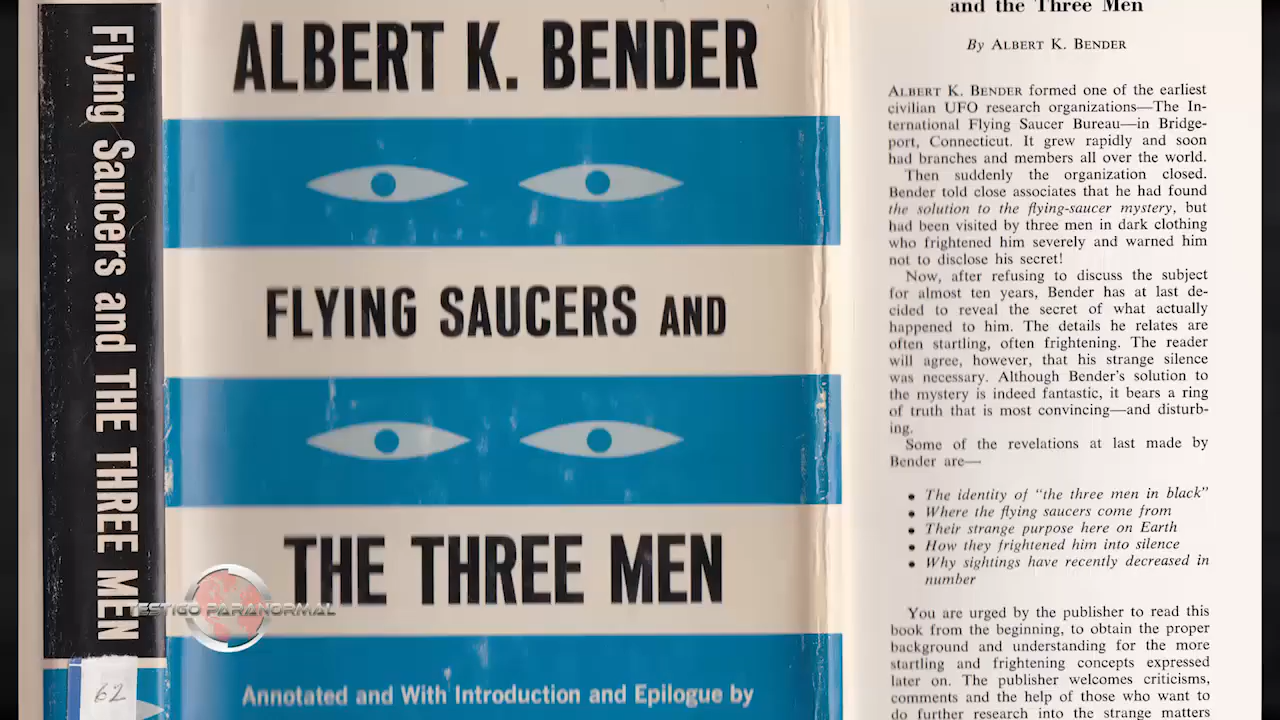 Flying Saucers and THE THREE MEN
62
ALBERT K. BENDER
FLYING SAUCERS AND
THE THREE MEN
Annotated and With Introduction and Epilogue by
TESTIGO PARANORMAL
and the Three Men
By ALBERT K. BENDER
ALBERT K. BENDER formed one of the earliest
civilian UFO research organizations—The In-
ternational Flying Saucer Bureau—in Bridge-
port, Connecticut. It grew rapidly and soon
had branches and members all over the world.
Then suddenly the organization closed.
Bender told close associates that he had found
the solution to the flying-saucer mystery, but
had been visited by three men in dark clothing
who frightened him severely and warned him
not to disclose his secret!
Now, after refusing to discuss the subject
for almost ten years, Bender has at last de-
cided to reveal the secret of what actually
happened to him. The details he relates are
often startling, often frightening. The reader
will agree, however, that his strange silence
was necessary. Although Bender's solution to
the mystery is indeed fantastic, it bears a ring
of truth that is most convincing—and disturb-
ing.
Some of the revelations at last made by
Bender are—
• The identity of "the three men in black"
• Where the flying saucers come from
• Their strange purpose here on Earth
• How they frightened him into silence
• Why sightings have recently decreased in
number
You are urged by the publisher to read this
book from the beginning, to obtain the proper
background and understanding for the more
startling and frightening concepts expressed
later on. The publisher welcomes criticisms,
comments and the help of those who want to
do further research into the strange matters